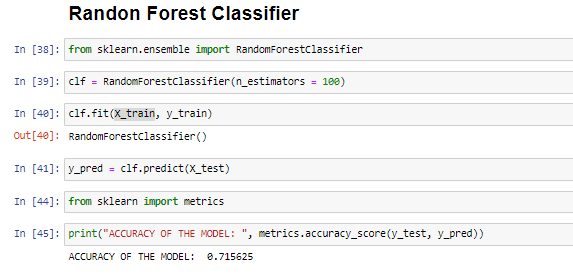 Randon Forest Classifier
In [38]: from sklearn.ensemble import RandomForestClassifier
In [39]: clf = RandomForestClassifier(n_estimators = 100)
In [40]: clf.fit(X_train, y_train)
Out[40]: RandomForestClassifier()
In [41]: y_pred = clf.predict(X_test)
In [44]: from sklearn import metrics
In [45]: print("ACCURACY OF THE MODEL: ", metrics.accuracy_score(y_test, y_pred))
ACCURACY OF THE MODEL:  0.715625